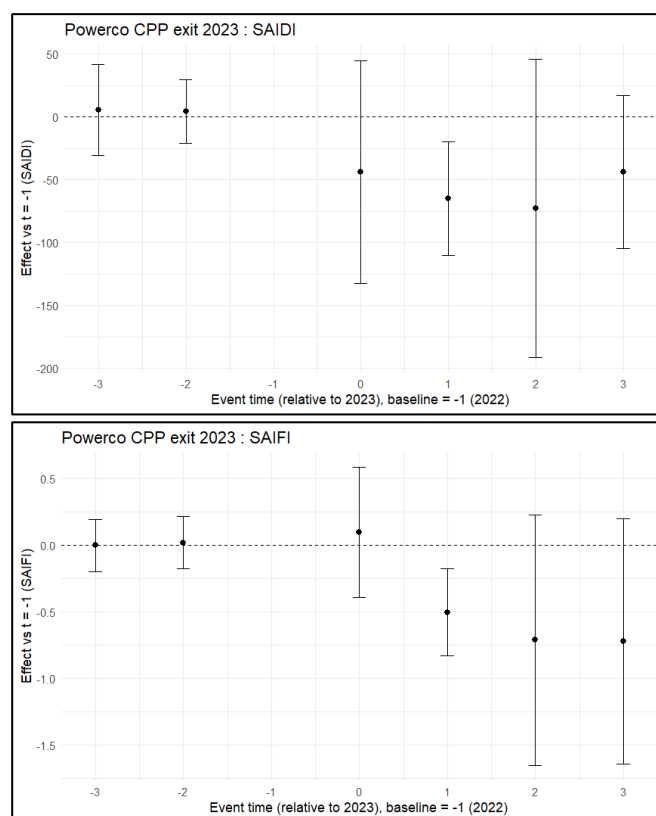 Powerco CPP exit 2023 : SAIDI
50
0
-50
-100
-150
-200
Effect vs t = -1 (SAIDI)
-3 -2 -1 0 1 2 3
Event time (relative to 2023), baseline = -1 (2022)
Powerco CPP exit 2023 : SAIFI
0.5
0.0
-0.5
-1.0
-1.5
Effect vs t = -1 (SAIFI)
-3 -2 -1 0 1 2 3
Event time (relative to 2023), baseline = -1 (2022)